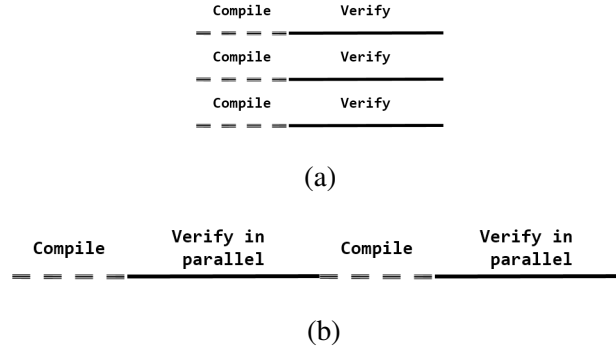 Compile Verify
Compile Verify
Compile Verify
(a)
Compile Verify in parallel Compile Verify in parallel
(b)